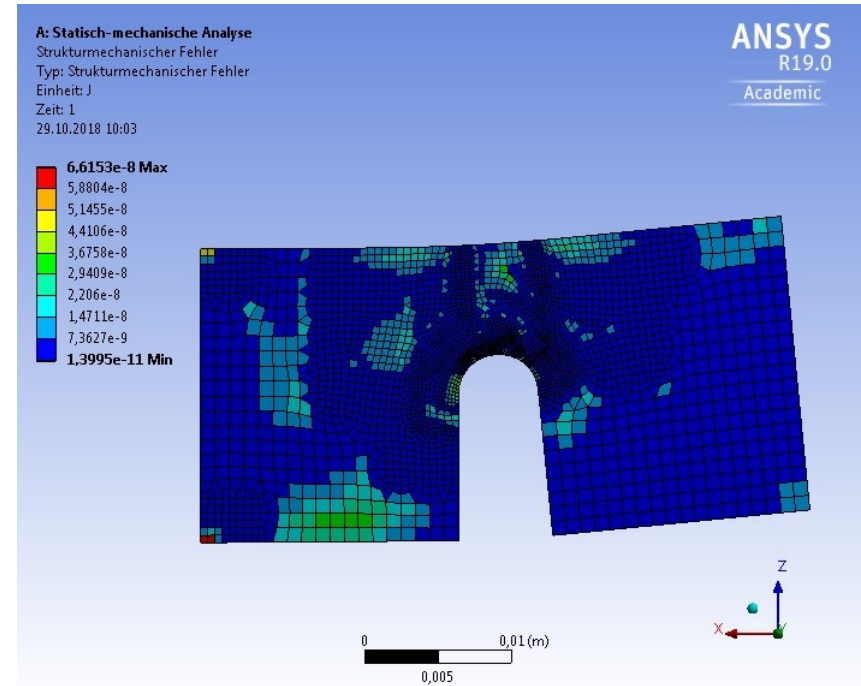 A: Statisch-mechanische Analyse
Strukturmechanischer Fehler
Typ: Strukturmechanischer Fehler
Einheit: J
Zeit: 1
29.10.2018 10:03
ANSYS
R19.0
Academic
6,6153e-8 Max
5,8804e-8
5,1455e-8
4,4106e-8
3,6758e-8
2,9409e-8
2,206e-8
1,4711e-8
7,3627e-9
1,3995e-11 Min
Z
X
Y
0
0,01 (m)
0,005